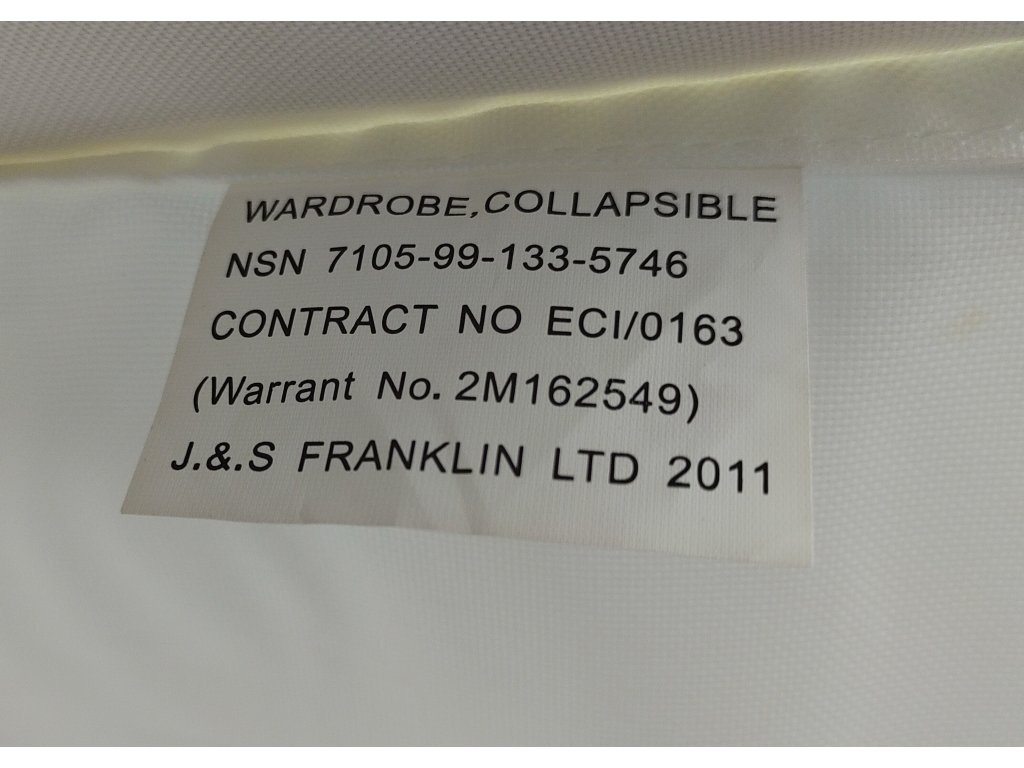 WARDROBE,COLLAPSIBLE
NSN 7105-99-133-5746
CONTRACT NO ECI/0163
(Warrant No. 2M162549)
J.&.S FRANKLIN LTD 2011